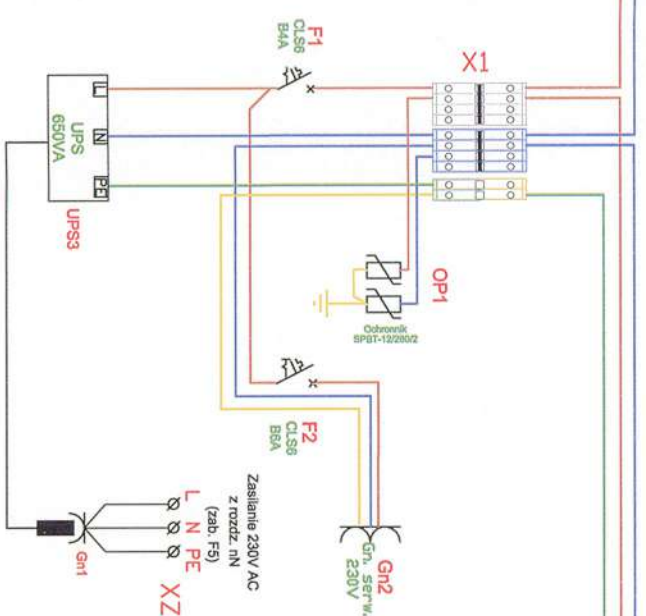 F1
CLS6
B4A
X1
L
N
PE
UPS
650VA
UPS3
OP1
Ochronnik
SPBT-12/280/2
F2
CLS6
B6A
Zasilanie 230V AC
z rozdz. nN
(zab. F5)
L N PE
XZ
Gn1
Gn2
Gn. serw.
230V